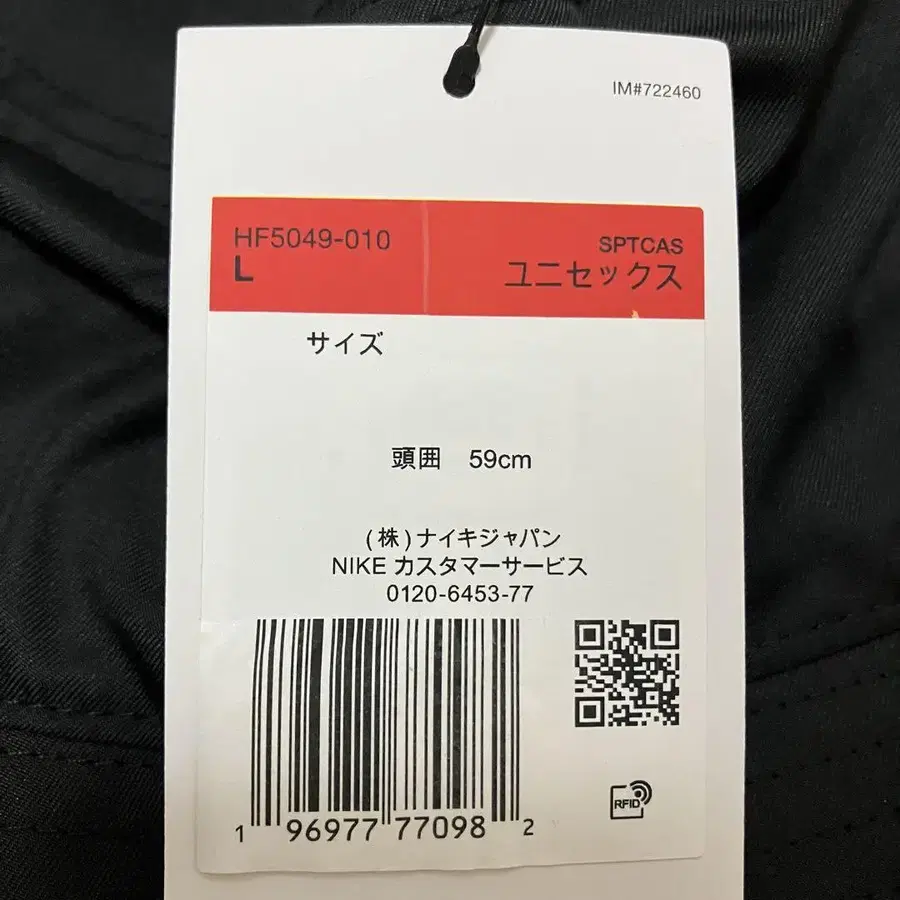 IM#722460
HF5049-010
SPTCAS
L
ユニセックス
サイズ
頭囲 59cm
(株)ナイキジャパン
NIKE カスタマーサービス
0120-6453-77
1 96977 77098 2
RFID